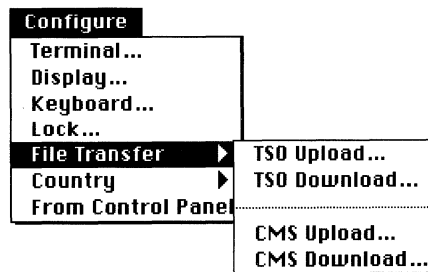 Configure
Terminal...
Display...
Keyboard...
Lock...
File Transfer
Country
From Control Panel
TSO Upload...
TSO Download...
CMS Upload...
CMS Download...